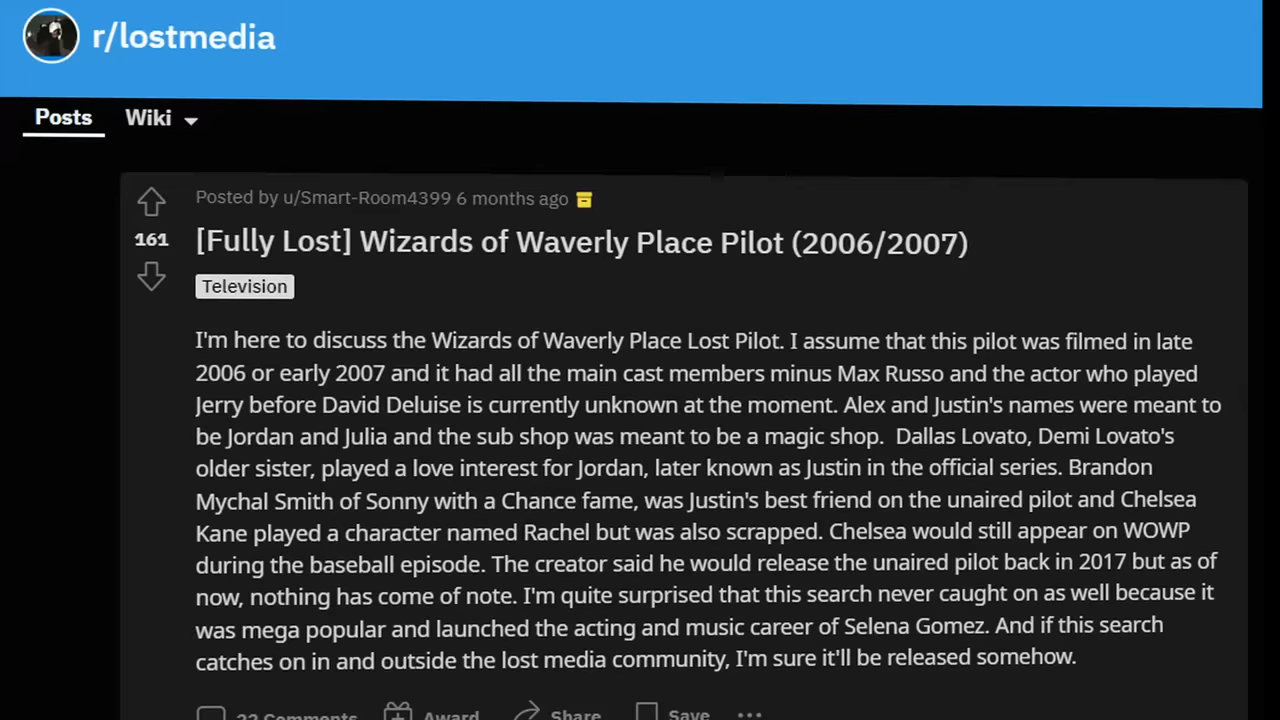 r/lostmedia
Posts Wiki
Posted by u/Smart-Room4399 6 months ago
161
[Fully Lost] Wizards of Waverly Place Pilot (2006/2007)
Television
I'm here to discuss the Wizards of Waverly Place Lost Pilot. I assume that this pilot was filmed in late
2006 or early 2007 and it had all the main cast members minus Max Russo and the actor who played
Jerry before David Deluise is currently unknown at the moment. Alex and Justin's names were meant to
be Jordan and Julia and the sub shop was meant to be a magic shop. Dallas Lovato, Demi Lovato's
older sister, played a love interest for Jordan, later known as Justin in the official series. Brandon
Mychal Smith of Sonny with a Chance fame, was Justin's best friend on the unaired pilot and Chelsea
Kane played a character named Rachel but was also scrapped. Chelsea would still appear on WOWP
during the baseball episode. The creator said he would release the unaired pilot back in 2017 but as of
now, nothing has come of note. I'm quite surprised that this search never caught on as well because it
was mega popular and launched the acting and music career of Selena Gomez. And if this search
catches on in and outside the lost media community, I'm sure it'll be released somehow.
22 Comments Award Share Save